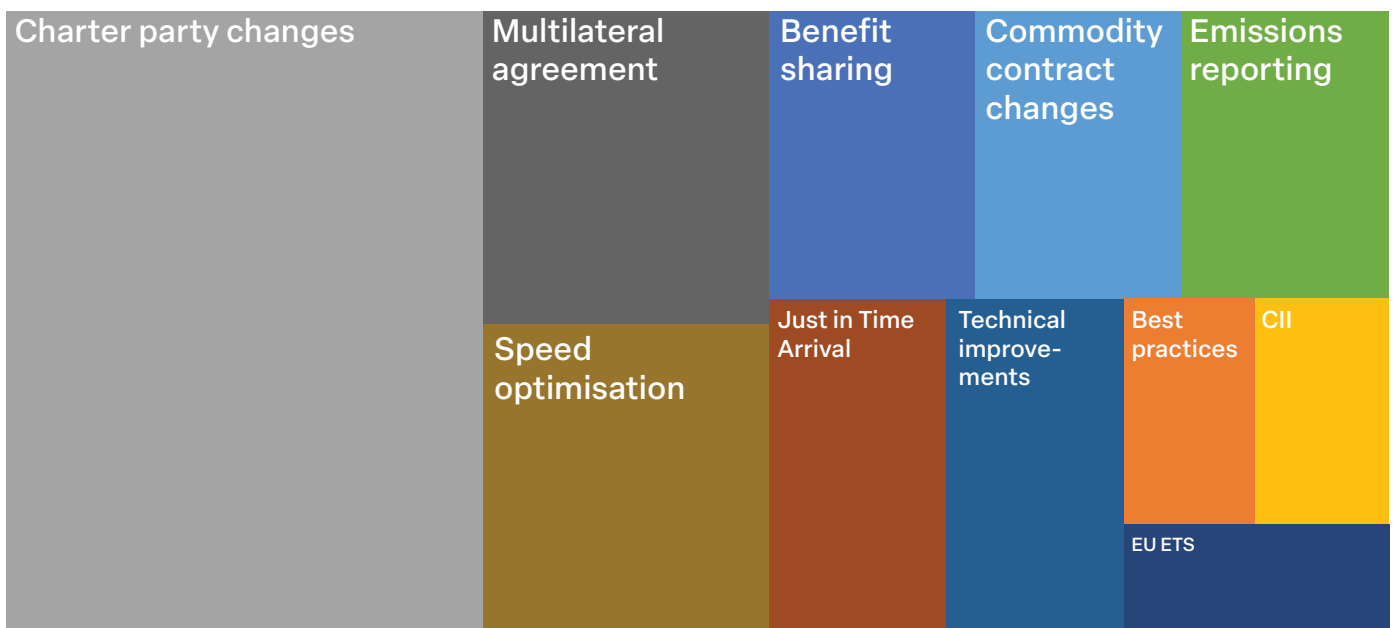 Charter party changes
Multilateral
agreement
Benefit
sharing
Commodity
contract
changes
Emissions
reporting
Speed
optimisation
Just in Time
Arrival
Technical
improve-
ments
Best
practices
CII
EU ETS